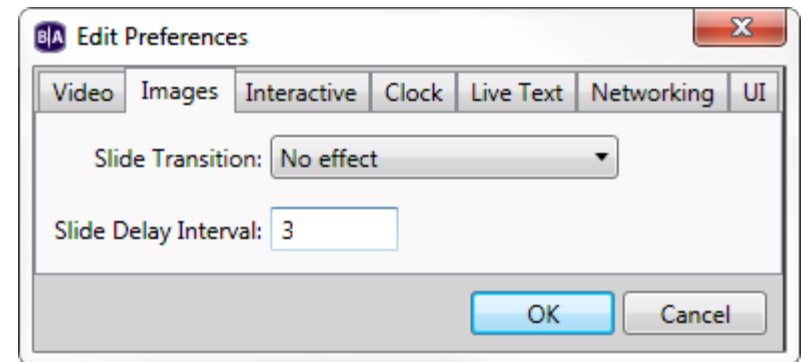 B|A Edit Preferences
Video Images Interactive Clock Live Text Networking UI
Slide Transition: No effect
Slide Delay Interval: 3
OK Cancel